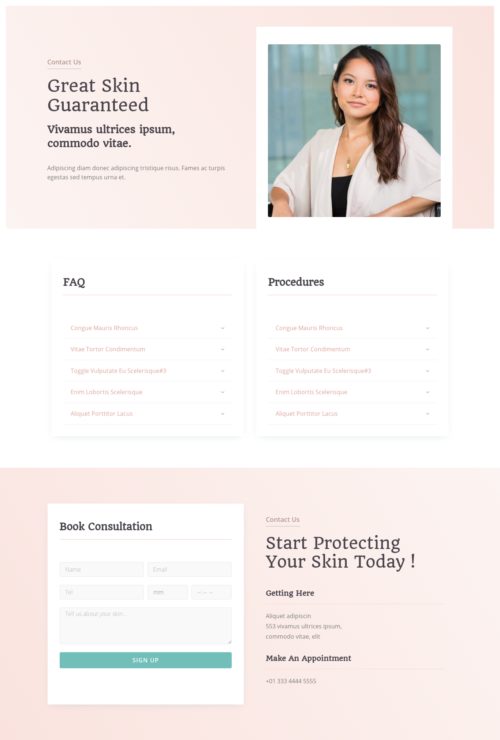 Contact Us
Great Skin
Guaranteed
Vivamus ultrices ipsum,
commodo vitae.
Adipiscing diam donec adipiscing tristique risus. Fames ac turpis
egestas sed tempus urna et.
FAQ
Congue Mauris Rhoncus
Vitae Tortor Condimentum
Toggle Vulputate Eu Scelerisque#3
Enim Lobortis Scelerisque
Aliquet Porttitor Lacus
Procedures
Congue Mauris Rhoncus
Vitae Tortor Condimentum
Toggle Vulputate Eu Scelerisque#3
Enim Lobortis Scelerisque
Aliquet Porttitor Lacus
Book Consultation
Name
Email
Tel
mm
--:-- --
Tell us about your skin.
SIGN UP
Contact Us
Start Protecting
Your Skin Today !
Getting Here
Aliquet adipiscin
553 vivamus ultrices ipsum,
commodo vitae, elit
Make An Appointment
+01 333 4444 5555